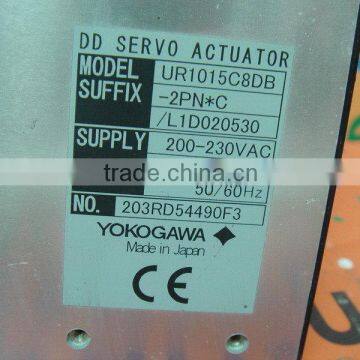 DD SERVO ACTUATOR
MODEL UR1015C8DB
SUFFIX -2PN*C
/L1D020530
SUPPLY 200-230VAC
50/60Hz
NO. 203RD54490F3
YOKOGAWA
Made in Japan
CE
trade.china.cn